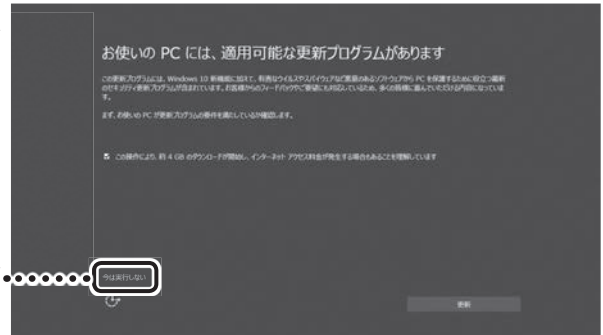 お使いの PC には、適用可能な更新プログラムがあります
この更新プログラムには、Windows 10 新機能に加えて、有害なウイルスやスパイウェアなど悪意のあるソフトウェアから PC を保護するために役立つ最新
のセキュリティ更新プログラムが含まれています。お客様からのフィードバックやご要望にも対応しているため、多くの皆様に喜んでいただける内容になっていま
す。
まず、お使いの PC が更新プログラムの要件を満たしているか確認します。
この操作により、約 4 GB のダウンロードが開始し、インターネット アクセス料金が発生する場合もあることを理解しています
今は実行しない
更新